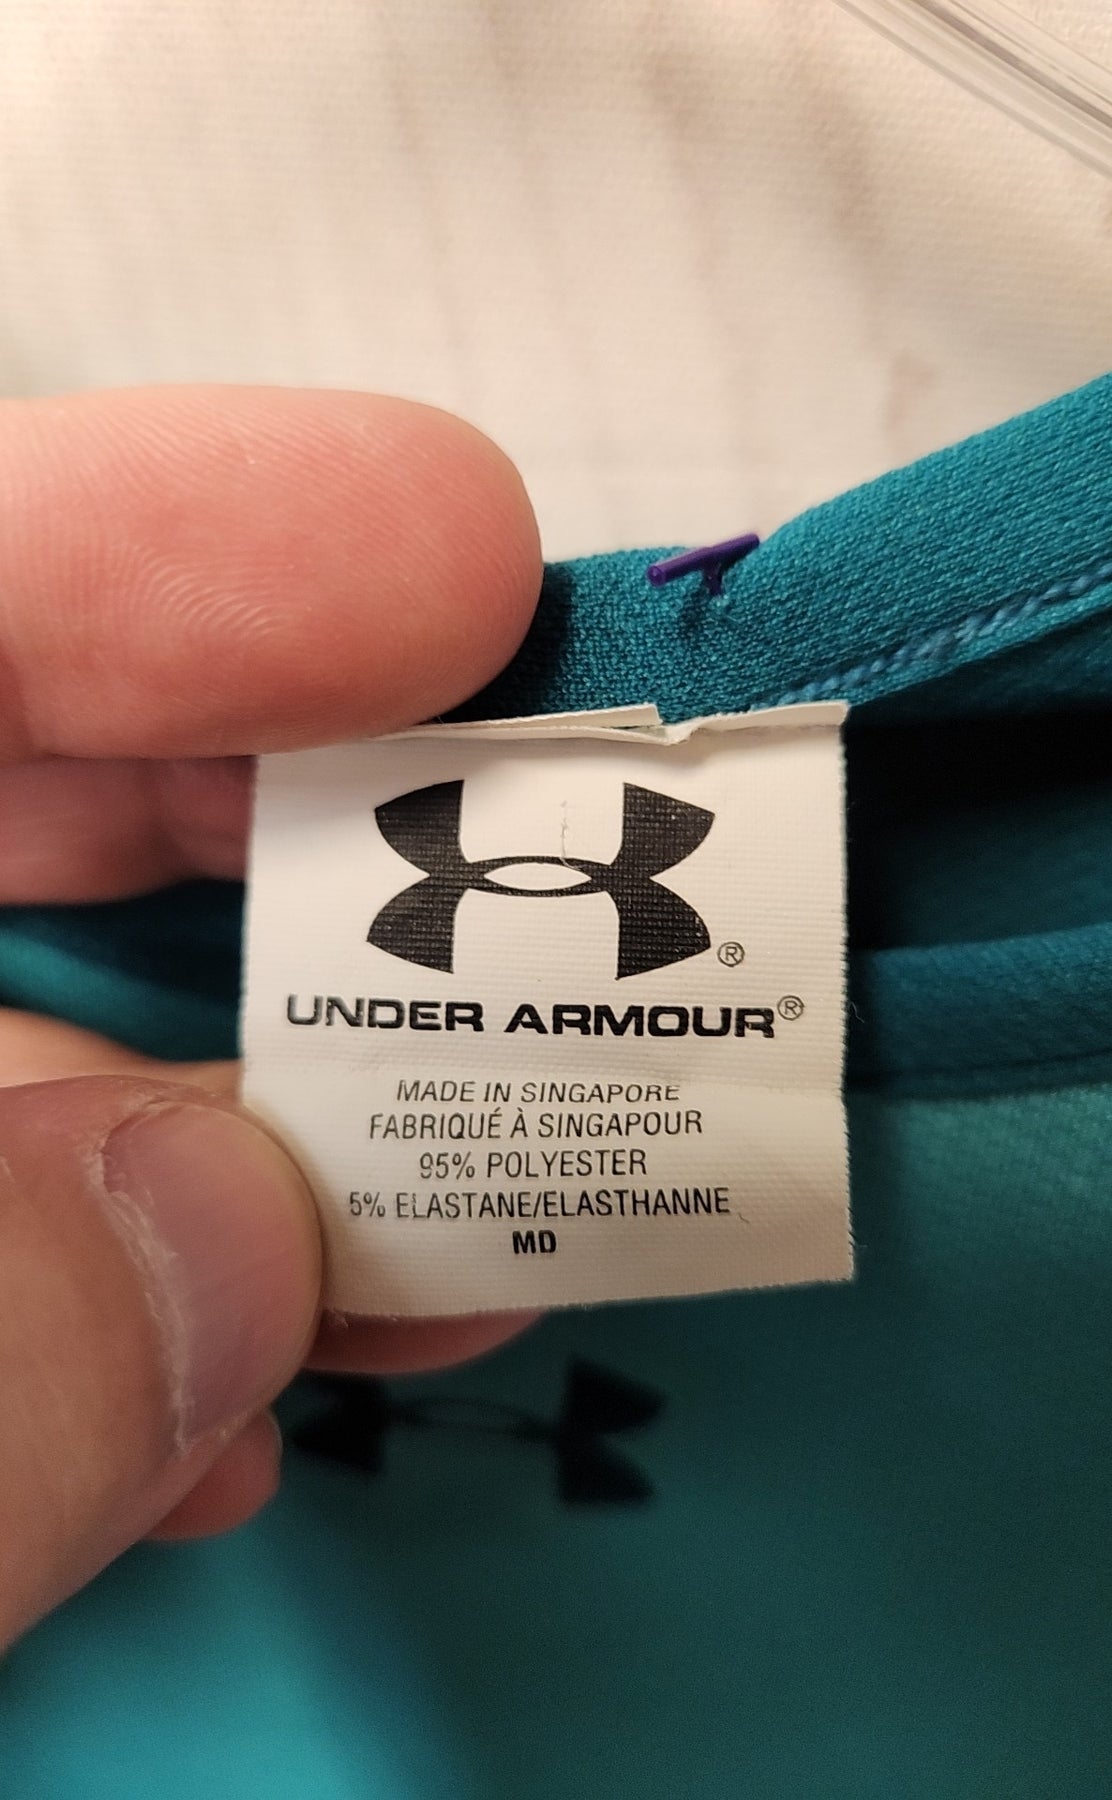 ®
UNDER ARMOUR®
MADE IN SINGAPORE
FABRIQUÉ À SINGAPOUR
95% POLYESTER
5% ELASTANE/ELASTHANNE
MD